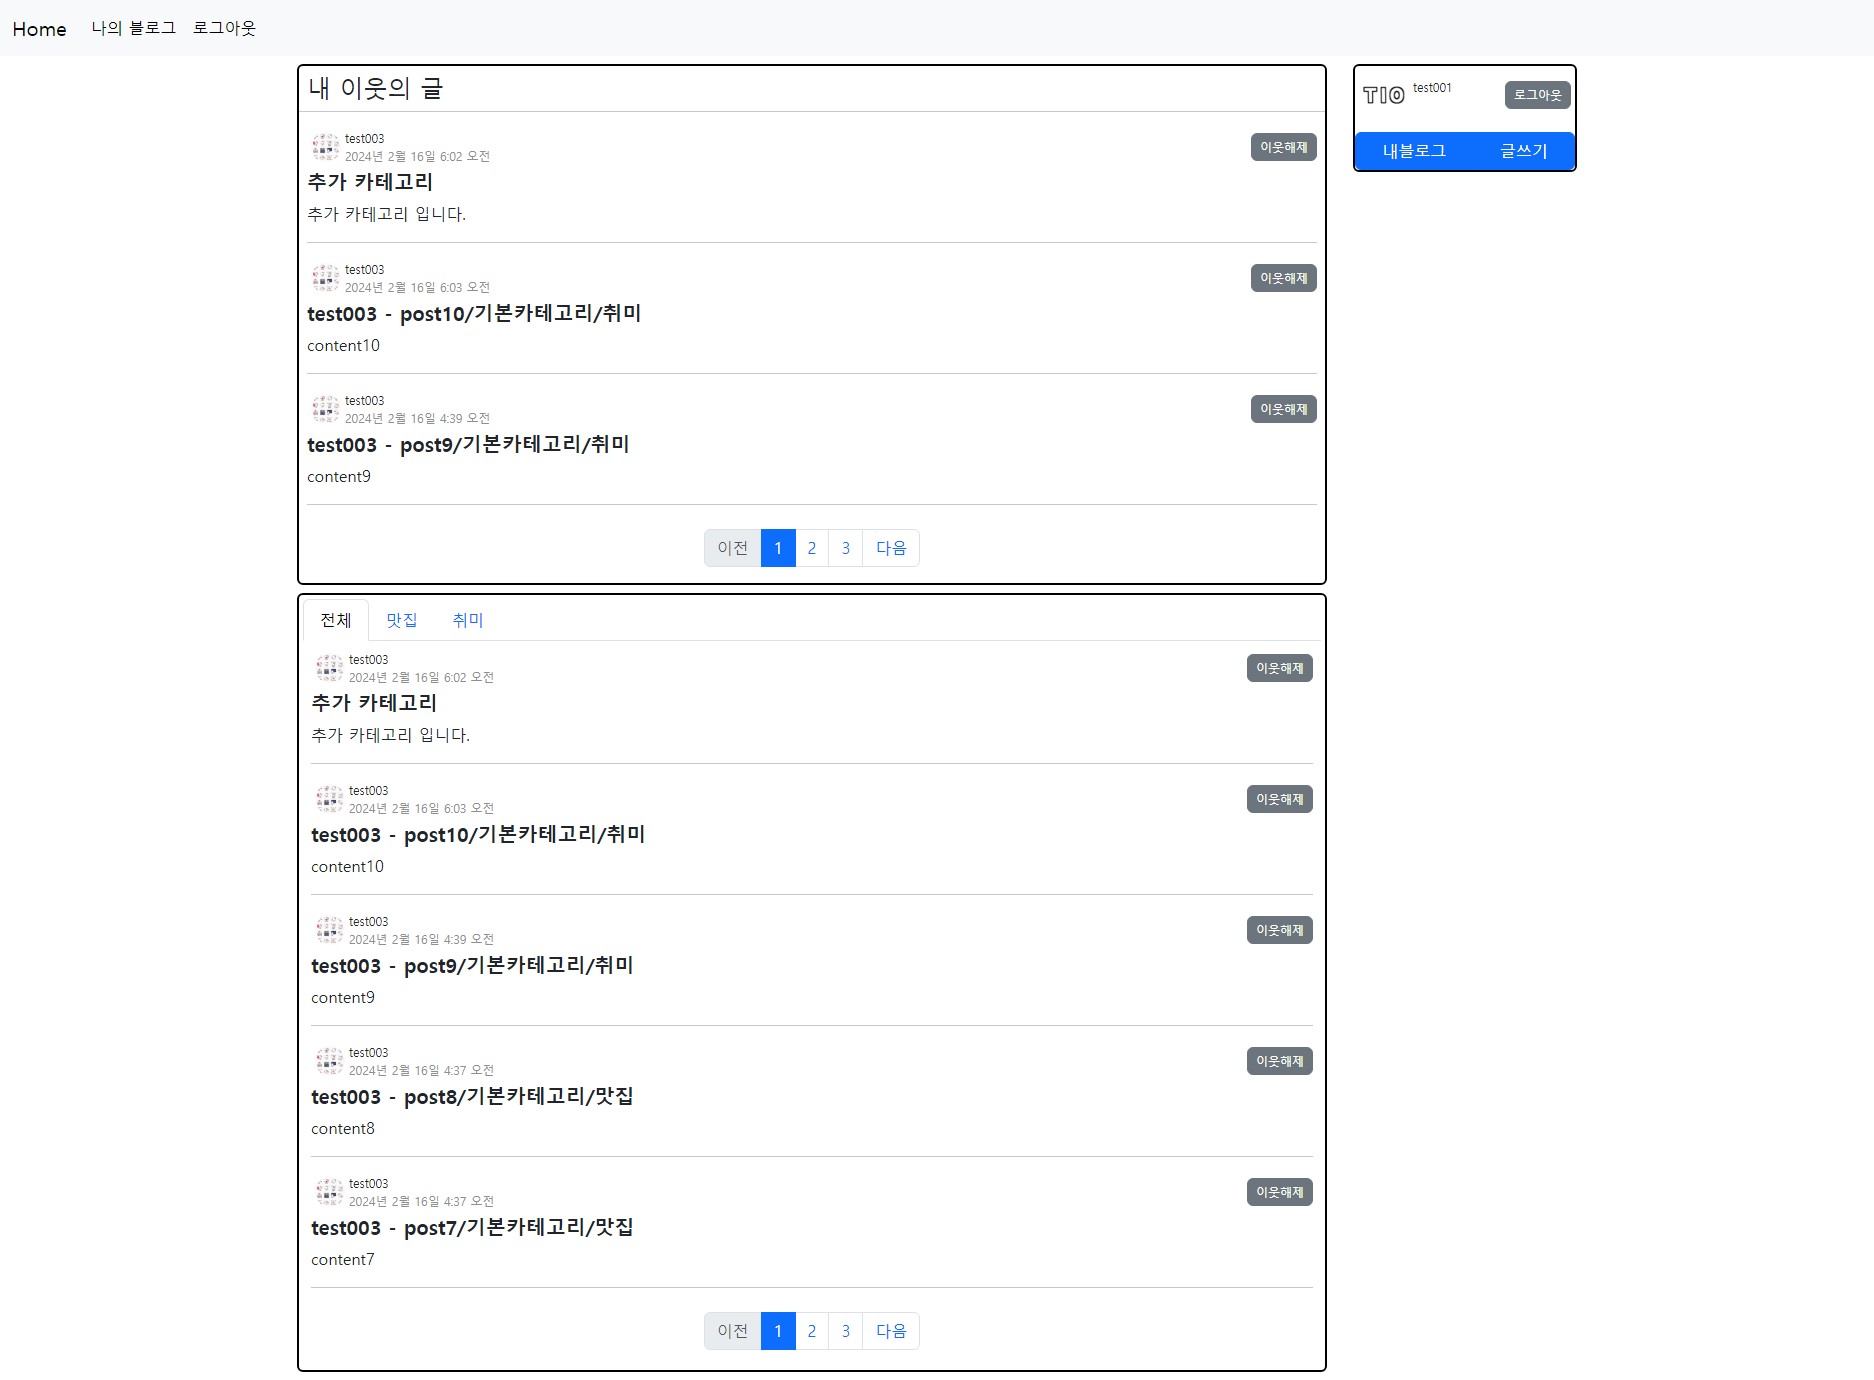 Home 나의 블로그 로그아웃
내 이웃의 글
test003
2024년 2월 16일 6:02 오전
이웃해제
추가 카테고리
추가 카테고리 입니다.
test003
2024년 2월 16일 6:03 오전
이웃해제
test003 - post10/기본카테고리/취미
content10
test003
2024년 2월 16일 4:39 오전
이웃해제
test003 - post9/기본카테고리/취미
content9
이전 1 2 3 다음
전체 맛집 취미
test003
2024년 2월 16일 6:02 오전
이웃해제
추가 카테고리
추가 카테고리 입니다.
test003
2024년 2월 16일 6:03 오전
이웃해제
test003 - post10/기본카테고리/취미
content10
test003
2024년 2월 16일 4:39 오전
이웃해제
test003 - post9/기본카테고리/취미
content9
test003
2024년 2월 16일 4:37 오전
이웃해제
test003 - post8/기본카테고리/맛집
content8
test003
2024년 2월 16일 4:37 오전
이웃해제
test003 - post7/기본카테고리/맛집
content7
이전 1 2 3 다음
TIO test001 로그아웃
내블로그 글쓰기